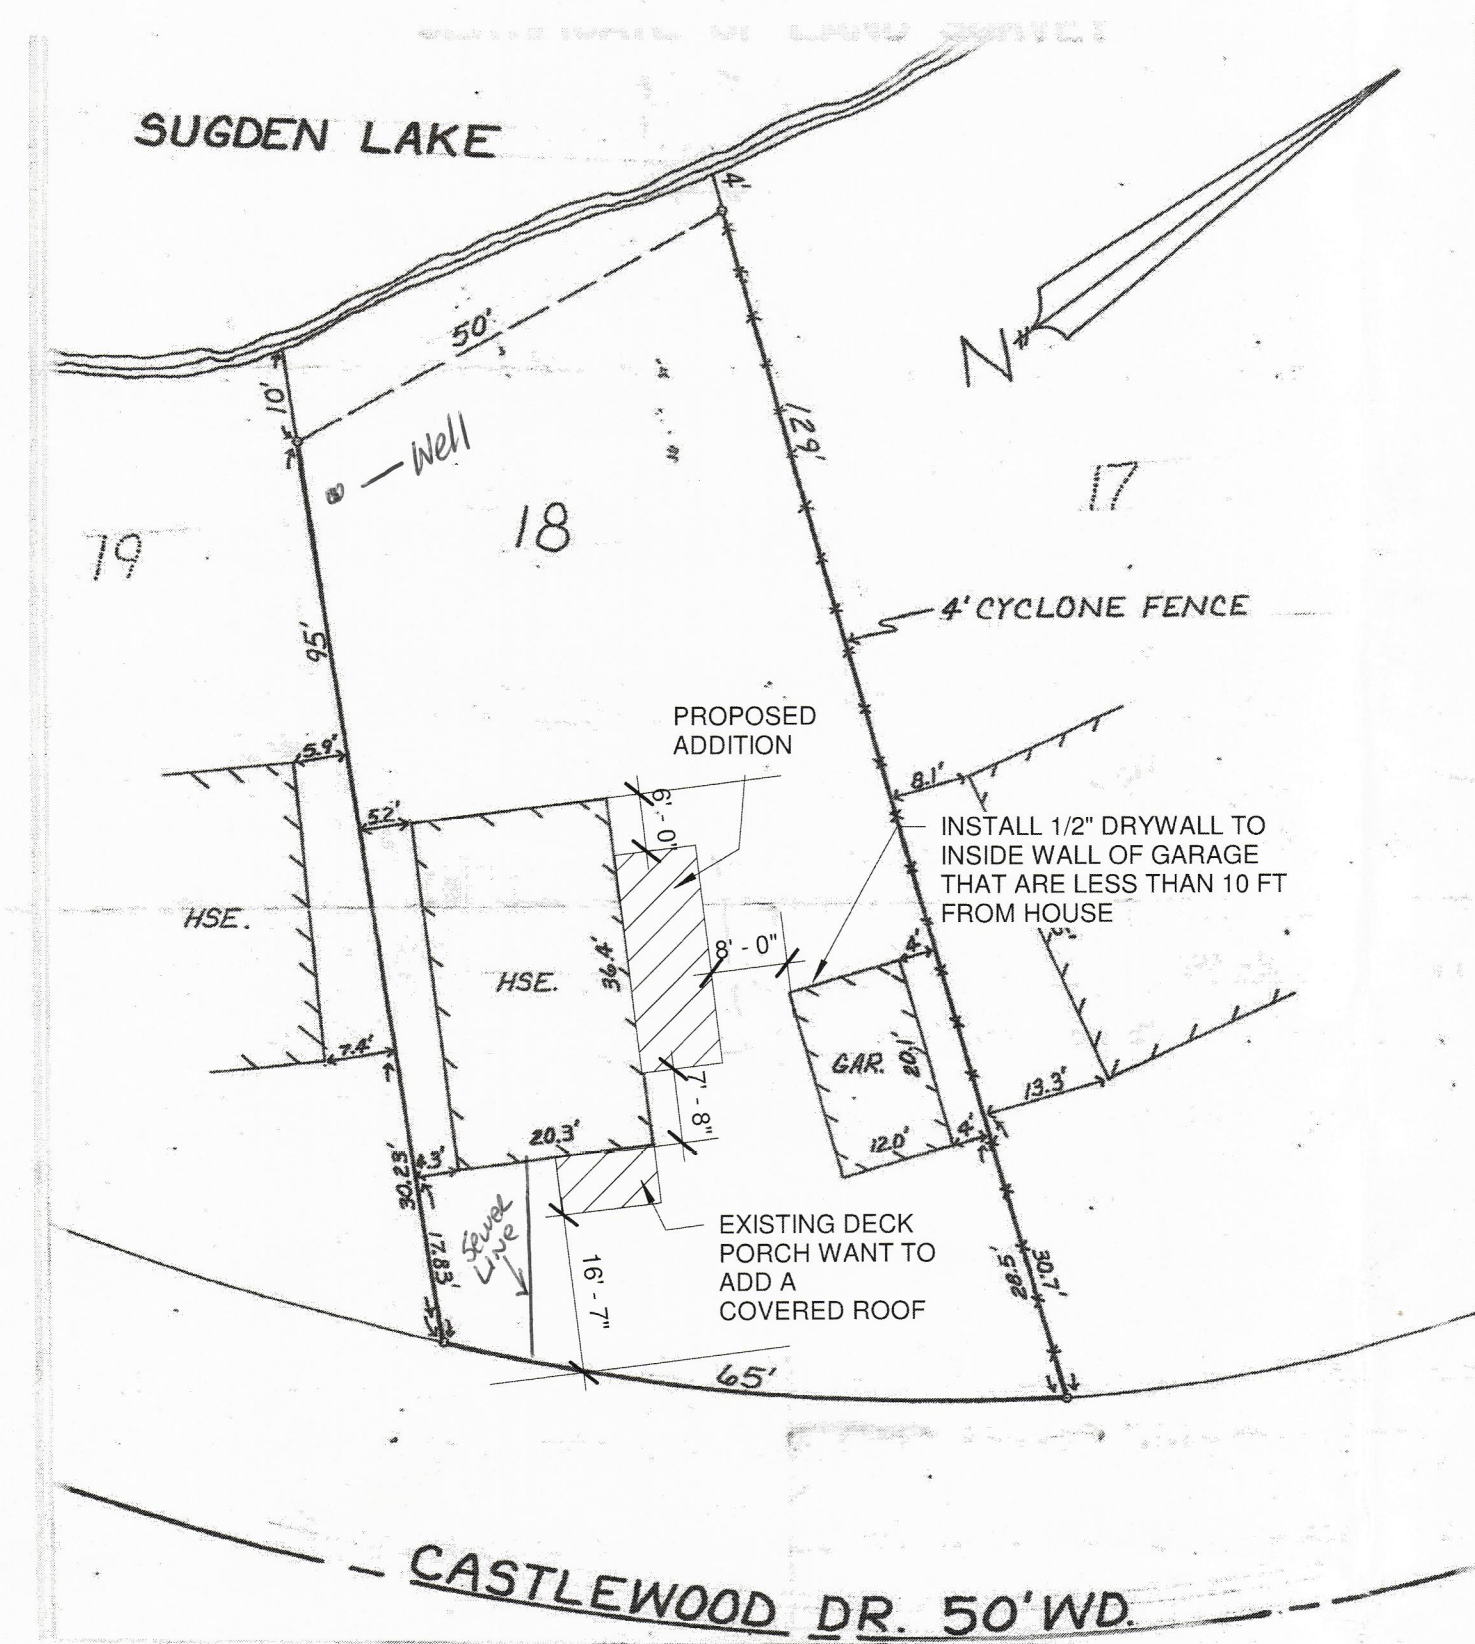 SUGDEN LAKE
4'
50'
10'
N
Well
129'
17
18
19
4' CYCLONE FENCE
95'
PROPOSED
ADDITION
5.9'
8.1'
6' - 0"
5.2'
INSTALL 1/2" DRYWALL TO
INSIDE WALL OF GARAGE
THAT ARE LESS THAN 10 FT
FROM HOUSE
HSE.
8' - 0"
4'
36.4'
HSE.
7.4'
GAR.
20.1'
13.3'
7' - 8"
20.3'
12.0'
4'
4.3'
30.23'
Sewer
Line
17.83'
EXISTING DECK
PORCH WANT TO
ADD A
COVERED ROOF
16' - 7"
28.5'
30.7'
65'
CASTLEWOOD DR. 50' WD.